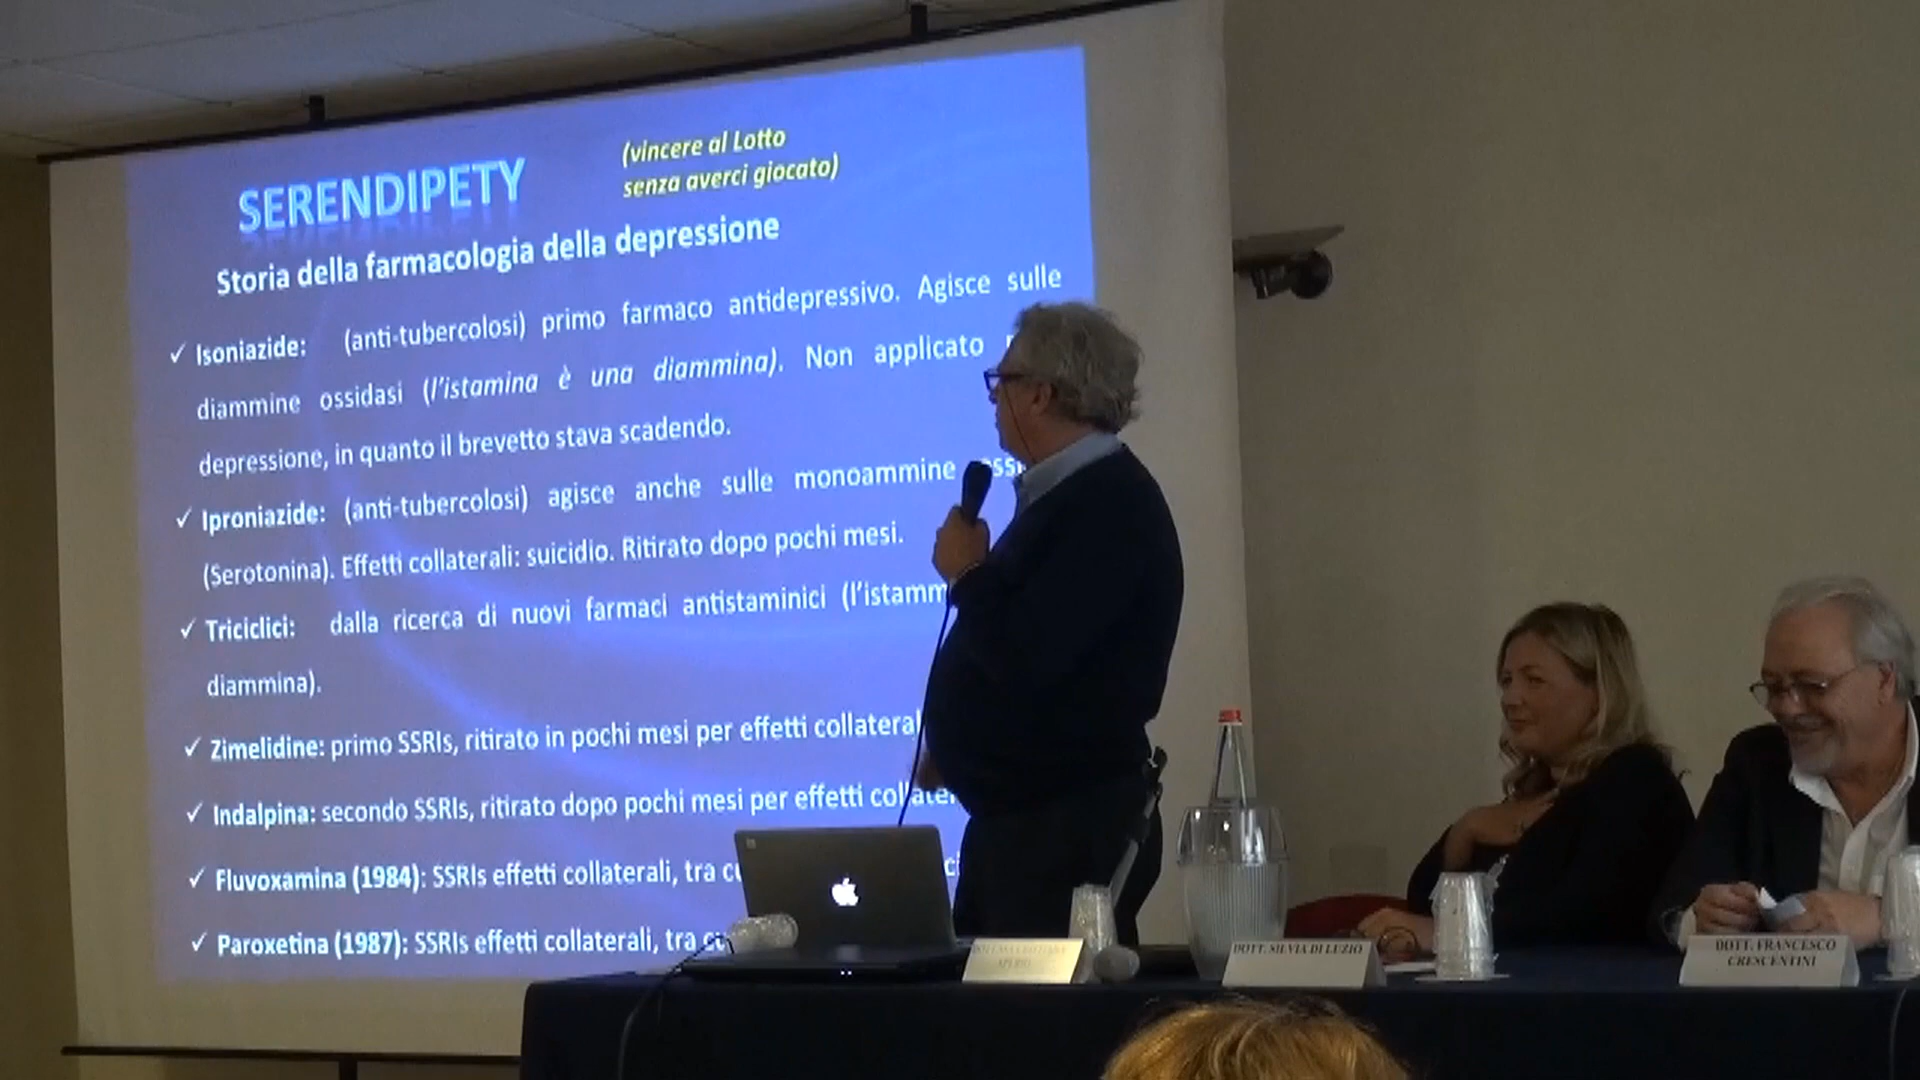 SERENDIPETY
(vincere al Lotto
senza averci giocato)
Storia della farmacologia della depressione
✓ Isoniazide: (anti-tubercolosi) primo farmaco antidepressivo. Agisce sulle
diammine ossidasi (l'istamina è una diammina). Non applicato
depressione, in quanto il brevetto stava scadendo.
✓ Iproniazide: (anti-tubercolosi) agisce anche sulle monoammine
(Serotonina). Effetti collaterali: suicidio. Ritirato dopo pochi mesi.
✓ Triciclici: dalla ricerca di nuovi farmaci antistaminici
diammina).
✓ Zimelidine: primo SSRIs, ritirato in pochi mesi per effetti
✓ Indalpina: secondo SSRIs, ritirato dopo pochi mesi per effetti
✓ Fluvoxamina (1984): SSRIs effetti collaterali, tra
✓ Paroxetina (1987): SSRIs effetti collaterali, tra
DOTT. SILVIA DI LUZIO
DOTT. FRANCESCO
CRESCENTINI